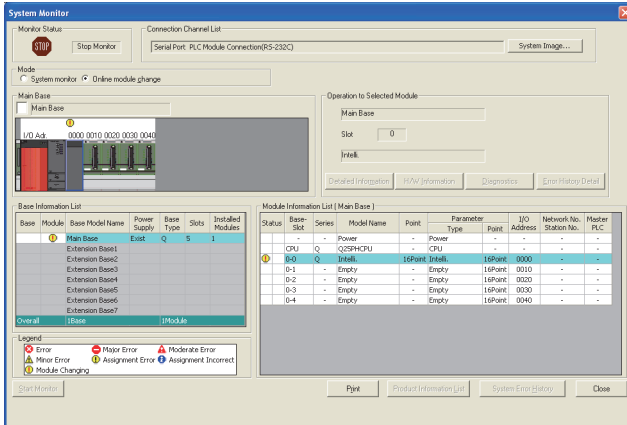 System Monitor
Monitor Status
STOP
Stop Monitor
Connection Channel List
Serial Port PLC Module Connection(RS-232C)
System Image...
Mode
System monitor
Online module change
Main Base
Main Base
I/O Adr. 0000 0010 0020 0030 0040
Operation to Selected Module
Main Base
Slot 0
Intelli.
Detailed Information H/W Information Diagnostics Error History Detail
Base Information List
Base Module Base Model Name Power Supply Base Type Slots Installed Modules
Main Base Exist Q 5 1
Extension Base1
Extension Base2
Extension Base3
Extension Base4
Extension Base5
Extension Base6
Extension Base7
Overall 1Base 1Module
Module Information List ( Main Base )
Status Base-Slot Series Model Name Point Parameter Type Point I/O Address Network No. Station No. Master PLC
- - Power - Power - - - -
CPU Q Q25PHCPU - CPU - - - -
0-0 Q Intelli. 16Point Intelli. 16Point 0000 - -
0-1 - Empty - Empty 16Point 0010 - -
0-2 - Empty - Empty 16Point 0020 - -
0-3 - Empty - Empty 16Point 0030 - -
0-4 - Empty - Empty 16Point 0040 - -
Legend
Error Major Error Moderate Error
Minor Error Assignment Error Assignment Incorrect
Module Changing
Start Monitor Print Product Information List System Error History Close